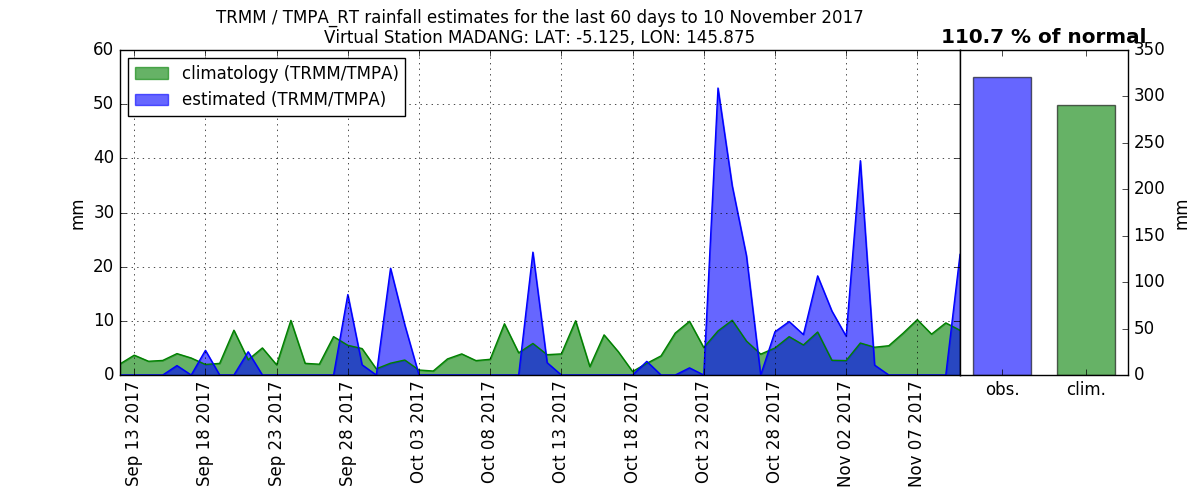 TRMM / TMPA_RT rainfall estimates for the last 60 days to 10 November 2017
Virtual Station MADANG: LAT: -5.125, LON: 145.875
110.7 % of normal
climatology (TRMM/TMPA)
estimated (TRMM/TMPA)
mm
60
50
40
30
20
10
0
350
300
250
200
150
100
50
0
mm
obs.
clim.
Sep 13 2017
Sep 18 2017
Sep 23 2017
Sep 28 2017
Oct 03 2017
Oct 08 2017
Oct 13 2017
Oct 18 2017
Oct 23 2017
Oct 28 2017
Nov 02 2017
Nov 07 2017